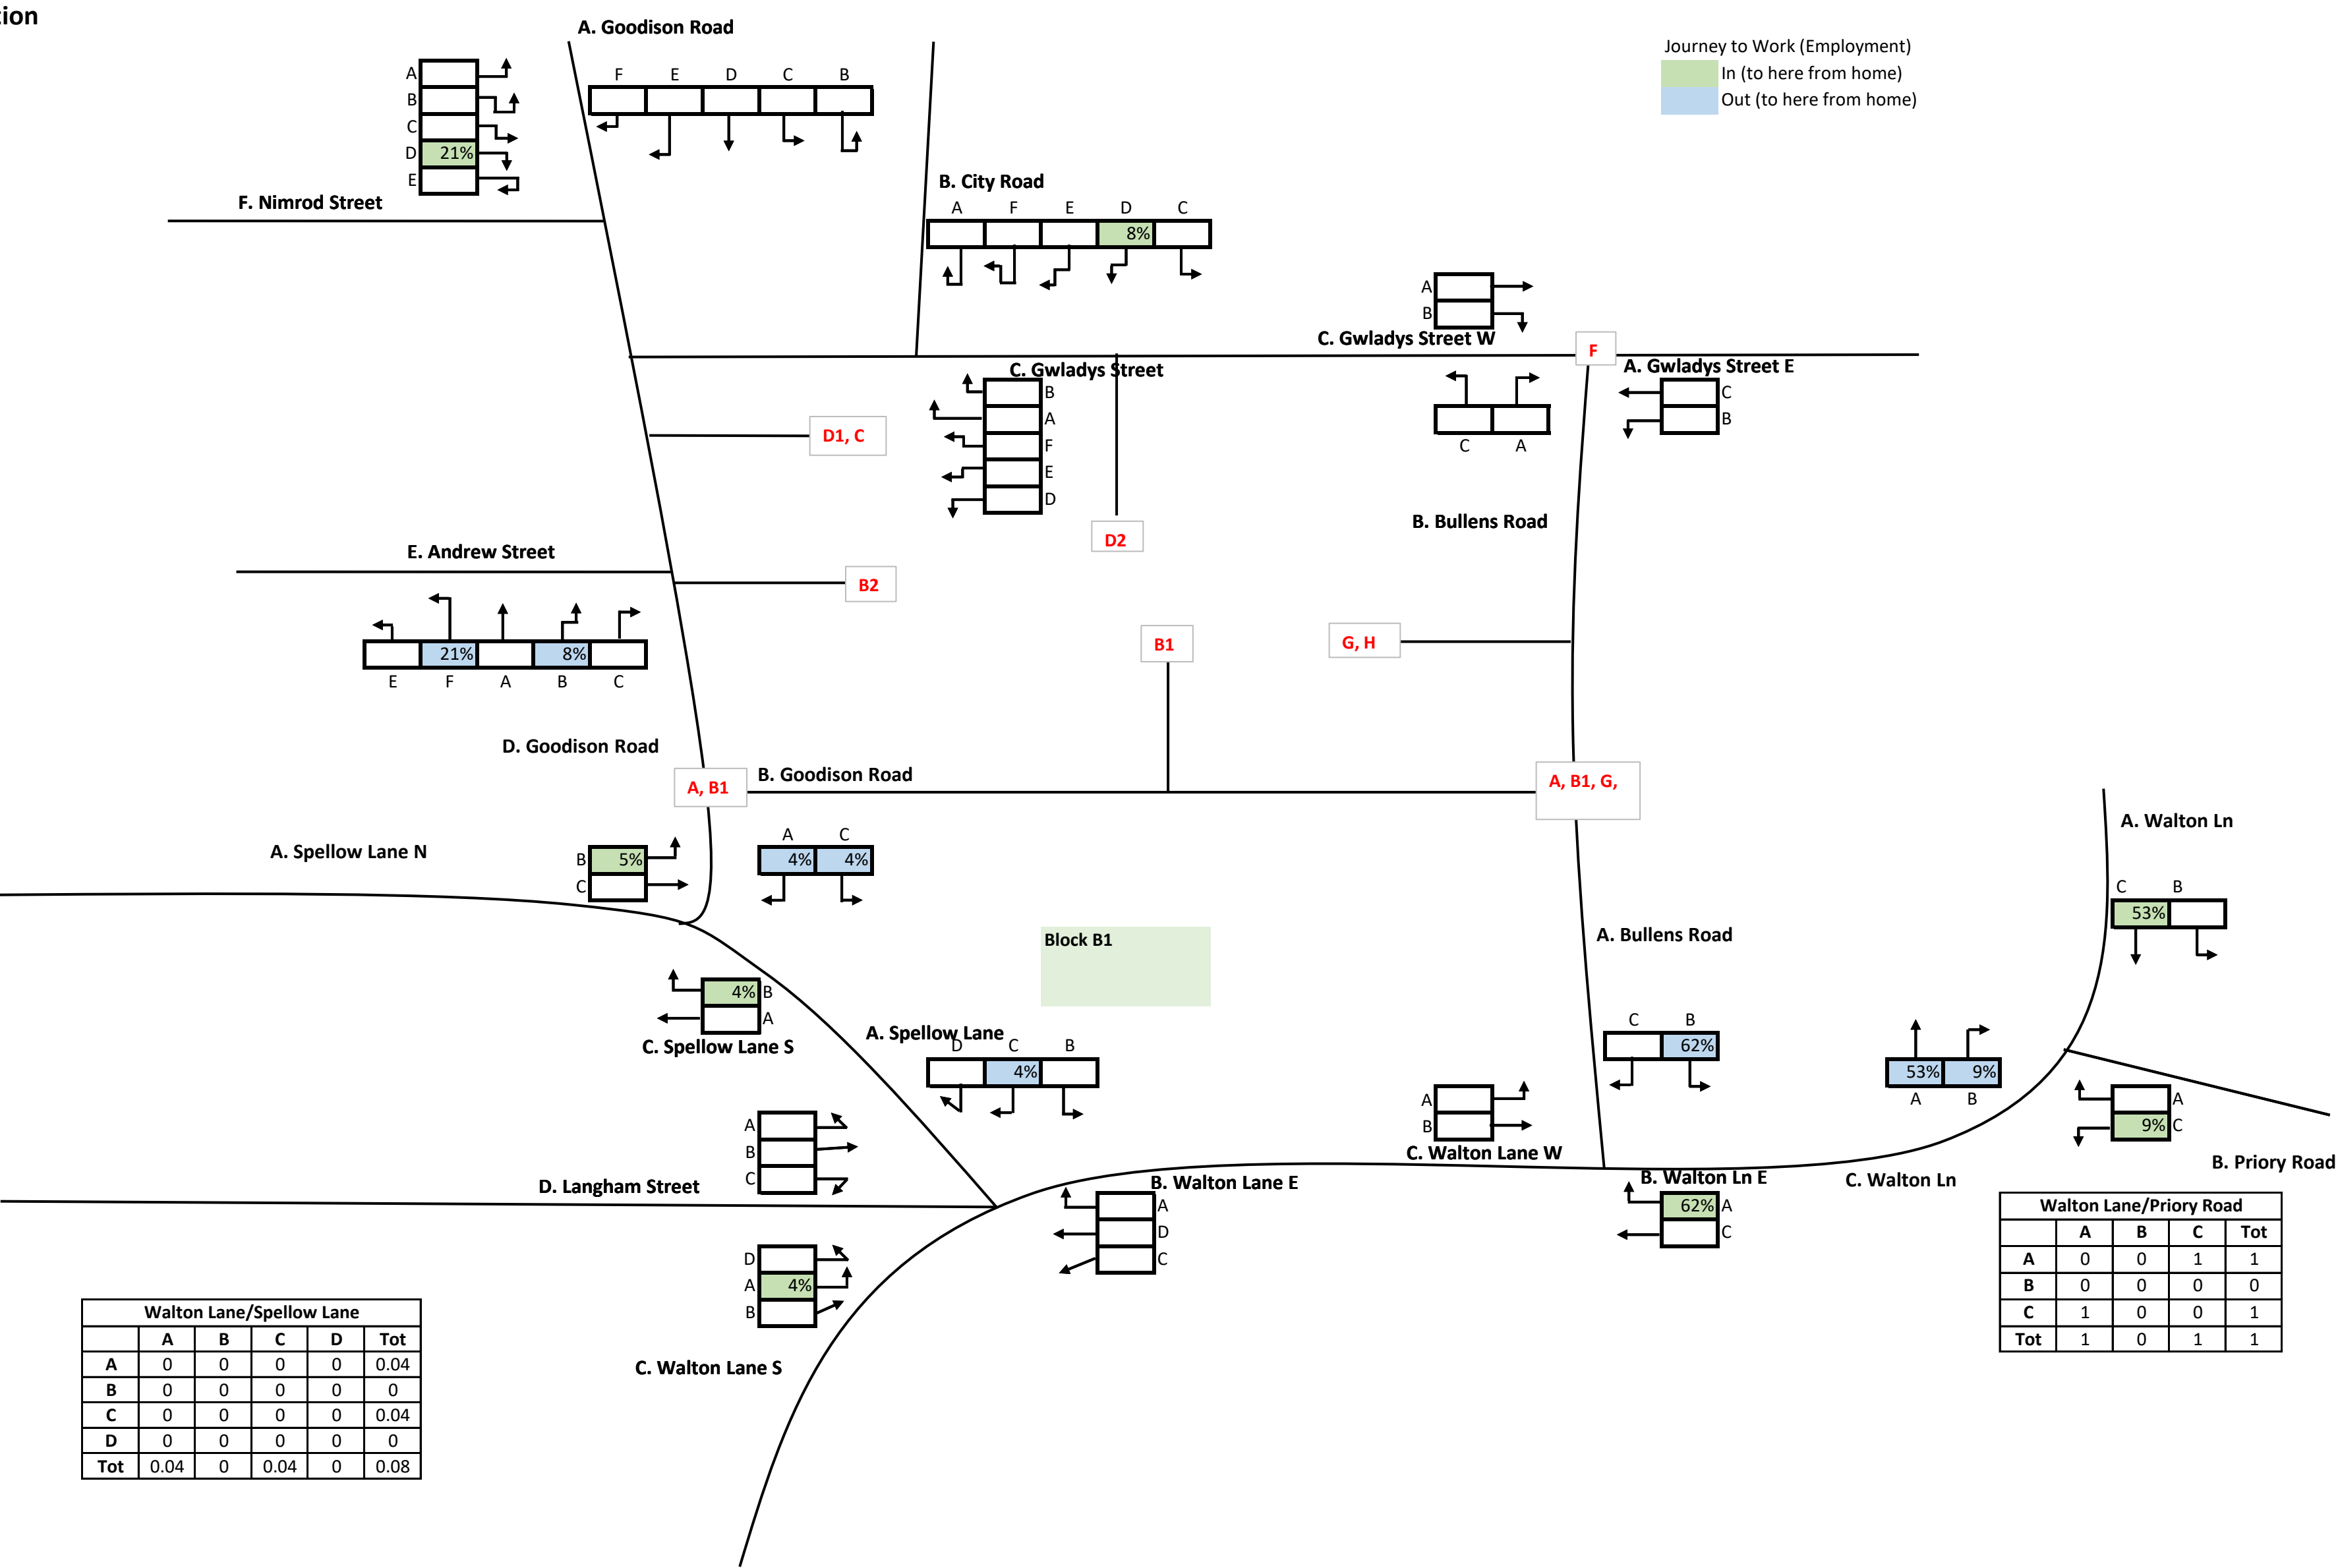 tion
A. Goodison Road
Journey to Work (Employment)
In (to here from home)
Out (to here from home)
A
B
C
D 21%
E
F E D C B
F. Nimrod Street
B. City Road
A F E D C
8%
A
B
C. Gwladys Street W
F
A. Gwladys Street E
C. Gwladys Street
B
A
F
E
D
C
B
C A
D1, C
D2
B. Bullens Road
E. Andrew Street
B2
21% 8%
E F A B C
B1
G, H
D. Goodison Road
A, B1
B. Goodison Road
A, B1, G,
A. Walton Ln
A. Spellow Lane N
B 5%
C
A C
4% 4%
C B
53%
Block B1
A. Bullens Road
4% B
A
C. Spellow Lane S
A. Spellow Lane
D C B
4%
C B
62%
53% 9%
A B
A
B
C. Walton Lane W
A
9% C
B. Priory Road
A
B
C
D. Langham Street
B. Walton Lane E
A
D
C
B. Walton Ln E
62% A
C
C. Walton Ln
D
A 4%
B
C. Walton Lane S
Walton Lane/Priory Road
A B C Tot
A 0 0 1 1
B 0 0 0 0
C 1 0 0 1
Tot 1 0 1 1
Walton Lane/Spellow Lane
A B C D Tot
A 0 0 0 0 0.04
B 0 0 0 0 0
C 0 0 0 0 0.04
D 0 0 0 0 0
Tot 0.04 0 0.04 0 0.08